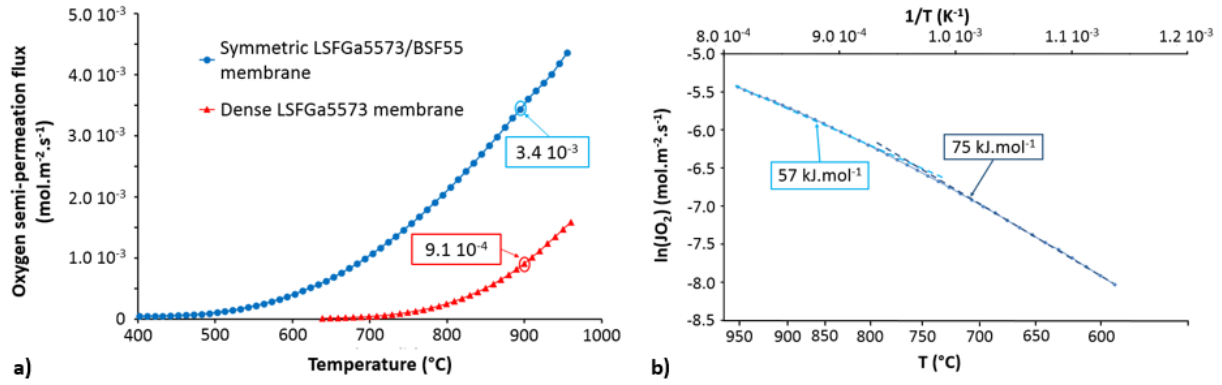 5.0 10-3
4.0 10-3
3.0 10-3
2.0 10-3
1.0 10-3
0
Oxygen semi-permeation flux
(mol.m-2.s-1)
Symmetric LSFGa5573/BSF55
membrane
Dense LSFGa5573 membrane
3.4 10-3
9.1 10-4
400
500
600
700
800
900
1000
Temperature (°C)
a)
1/T (K-1)
8.0 10-4
9.0 10-4
1.0 10-3
1.1 10-3
1.2 10-3
-5.0
-5.5
-6.0
-6.5
-7.0
-7.5
-8.0
-8.5
ln(JO2) (mol.m-2.s-1)
57 kJ.mol-1
75 kJ.mol-1
950
900
850
800
750
700
650
600
T (°C)
b)